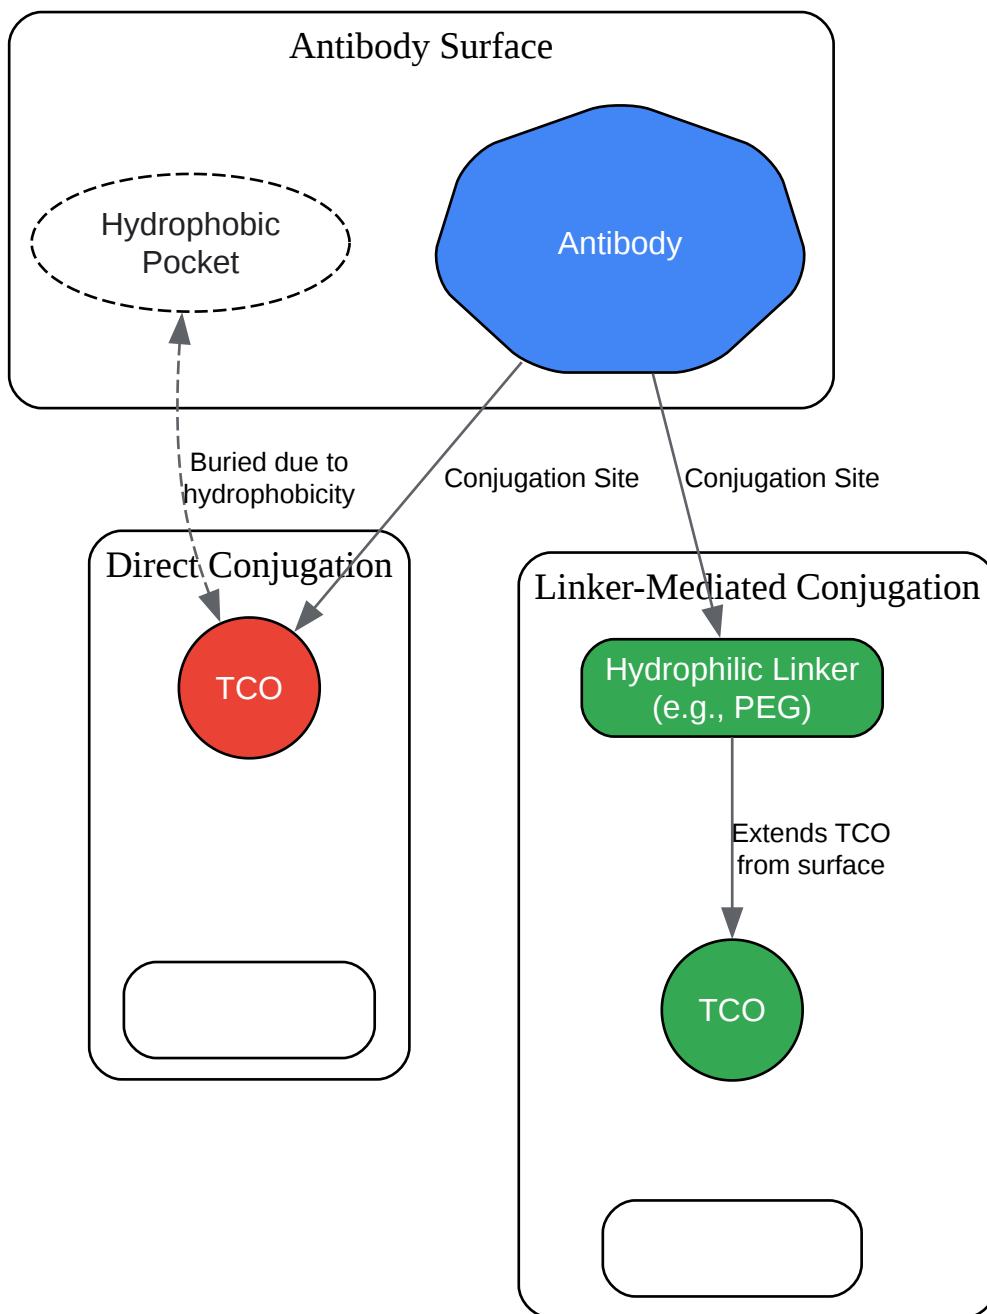 Antibody Surface
Hydrophobic
Pocket
Antibody
Buried due to
hydrophobicity
Conjugation Site
Conjugation Site
Direct Conjugation
Linker-Mediated Conjugation
TCO
Hydrophilic Linker
(e.g., PEG)
Extends TCO
from surface
TCO